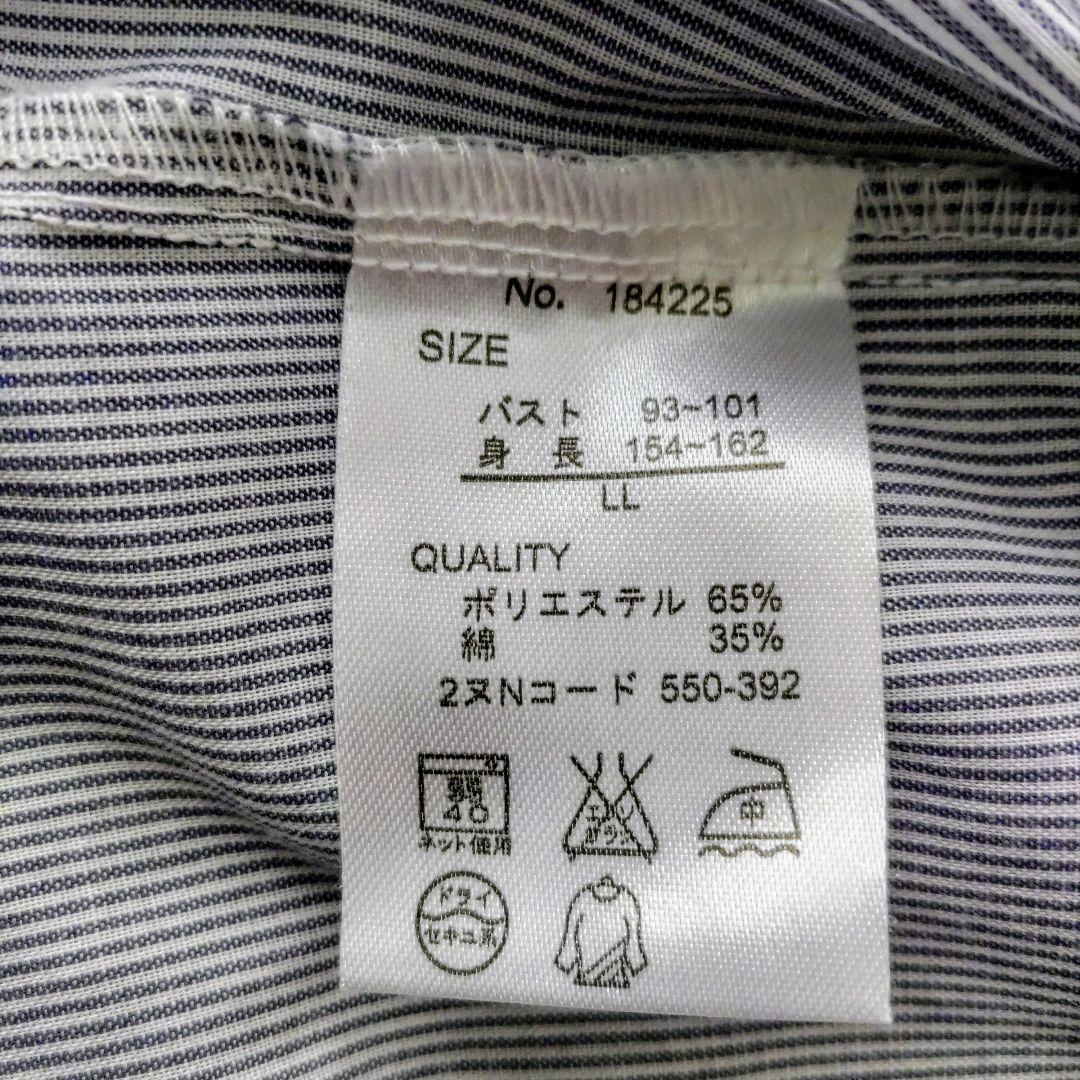 No. 184225
SIZE
バスト 93~101
身長 154~162
LL
QUALITY
ポリエステル 65%
綿 35%
2ヌNコード 550-392
40
ネット使用
エンソ
サラシ
中
ドライ
セキユ系